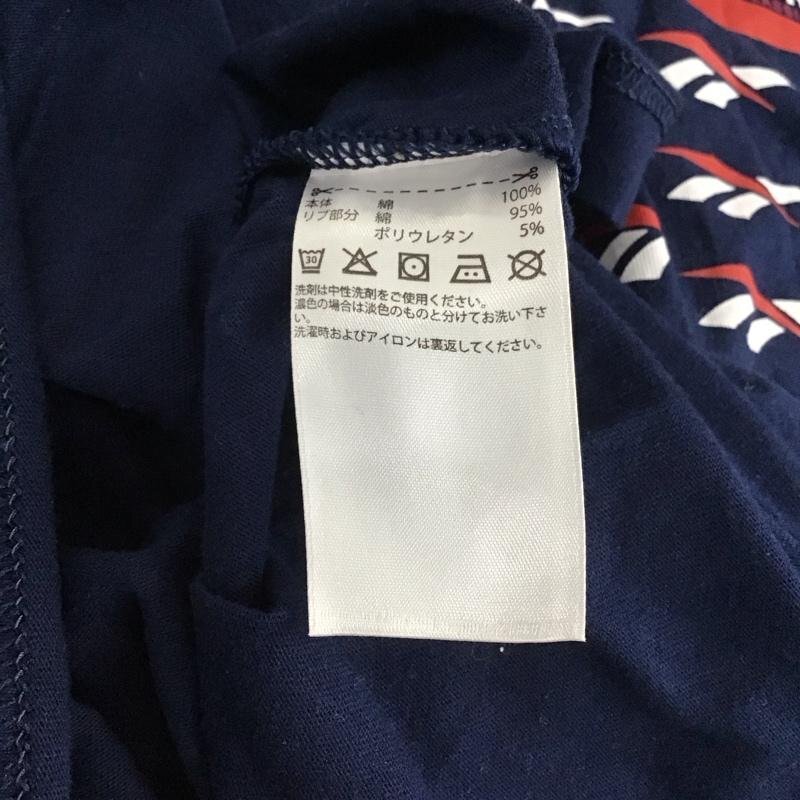 本体 綿 100%
リブ部分 綿 95%
ポリウレタン 5%
30
洗剤は中性洗剤をご使用ください。
濃色の場合は淡色のものと分けてお洗い下さ
い。
洗濯時およびアイロンは裏返してください。